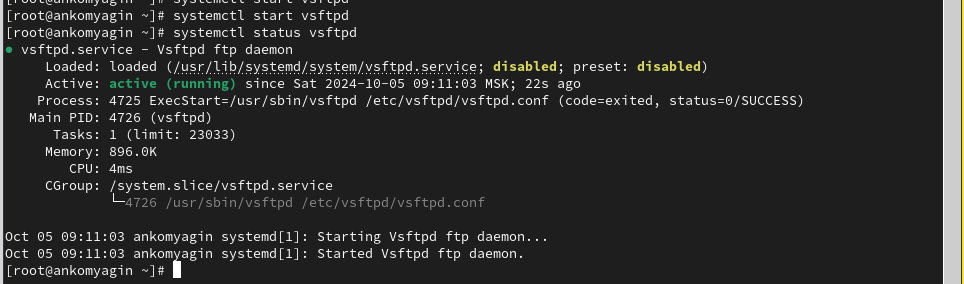 [root@ankomyagin ~]# systemctl start vsftpd
[root@ankomyagin ~]# systemctl start vsftpd
[root@ankomyagin ~]# systemctl status vsftpd
● vsftpd.service - Vsftpd ftp daemon
     Loaded: loaded (/usr/lib/systemd/system/vsftpd.service; disabled; preset: disabled)
     Active: active (running) since Sat 2024-10-05 09:11:03 MSK; 22s ago
    Process: 4725 ExecStart=/usr/sbin/vsftpd /etc/vsftpd/vsftpd.conf (code=exited, status=0/SUCCESS)
   Main PID: 4726 (vsftpd)
      Tasks: 1 (limit: 23033)
     Memory: 896.0K
        CPU: 4ms
     CGroup: /system.slice/vsftpd.service
             └─4726 /usr/sbin/vsftpd /etc/vsftpd/vsftpd.conf
Oct 05 09:11:03 ankomyagin systemd[1]: Starting Vsftpd ftp daemon...
Oct 05 09:11:03 ankomyagin systemd[1]: Started Vsftpd ftp daemon.
[root@ankomyagin ~]#